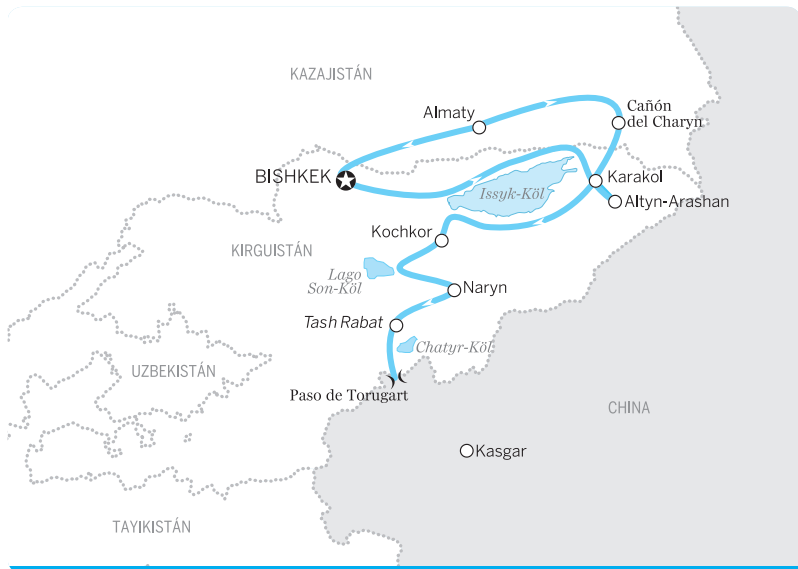 KAZAJISTÁN
Almaty
Cañón
del Charyn
BISHKEK
Karakol
Issyk-Köl
Altyn-Arashan
Kochkor
KIRGUISTÁN
Lago
Son-Köl
Naryn
Tash Rabat
Chatyr-Köl
UZBEKISTÁN
Paso de Torugart
CHINA
Kasgar
TAYIKISTÁN